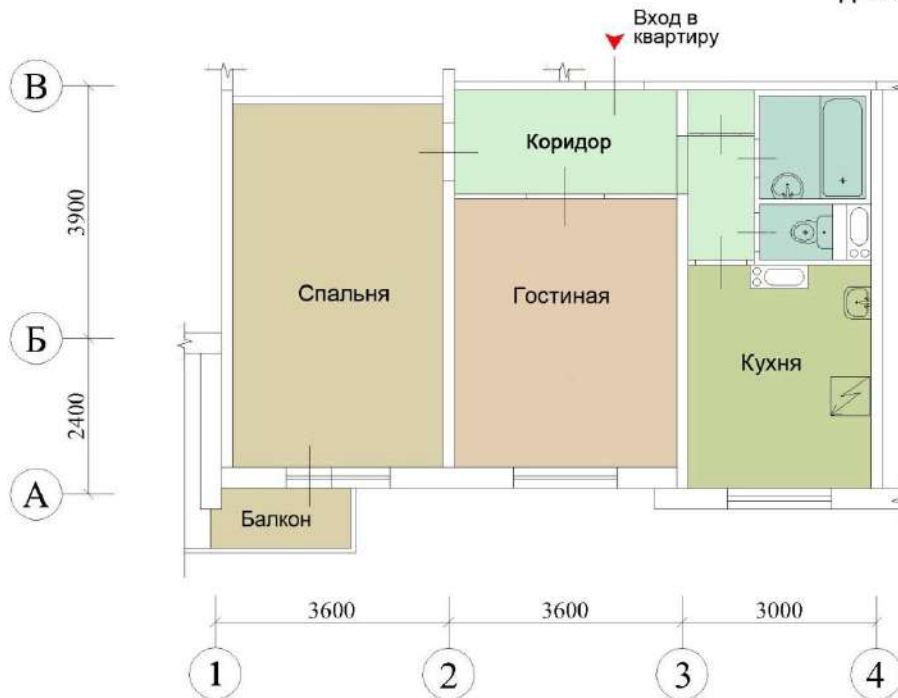 Вход в
квартиру
В
Коридор
3900
Спальня
Гостиная
Б
Кухня
2400
А
Балкон
3600
3600
3000
1
2
3
4